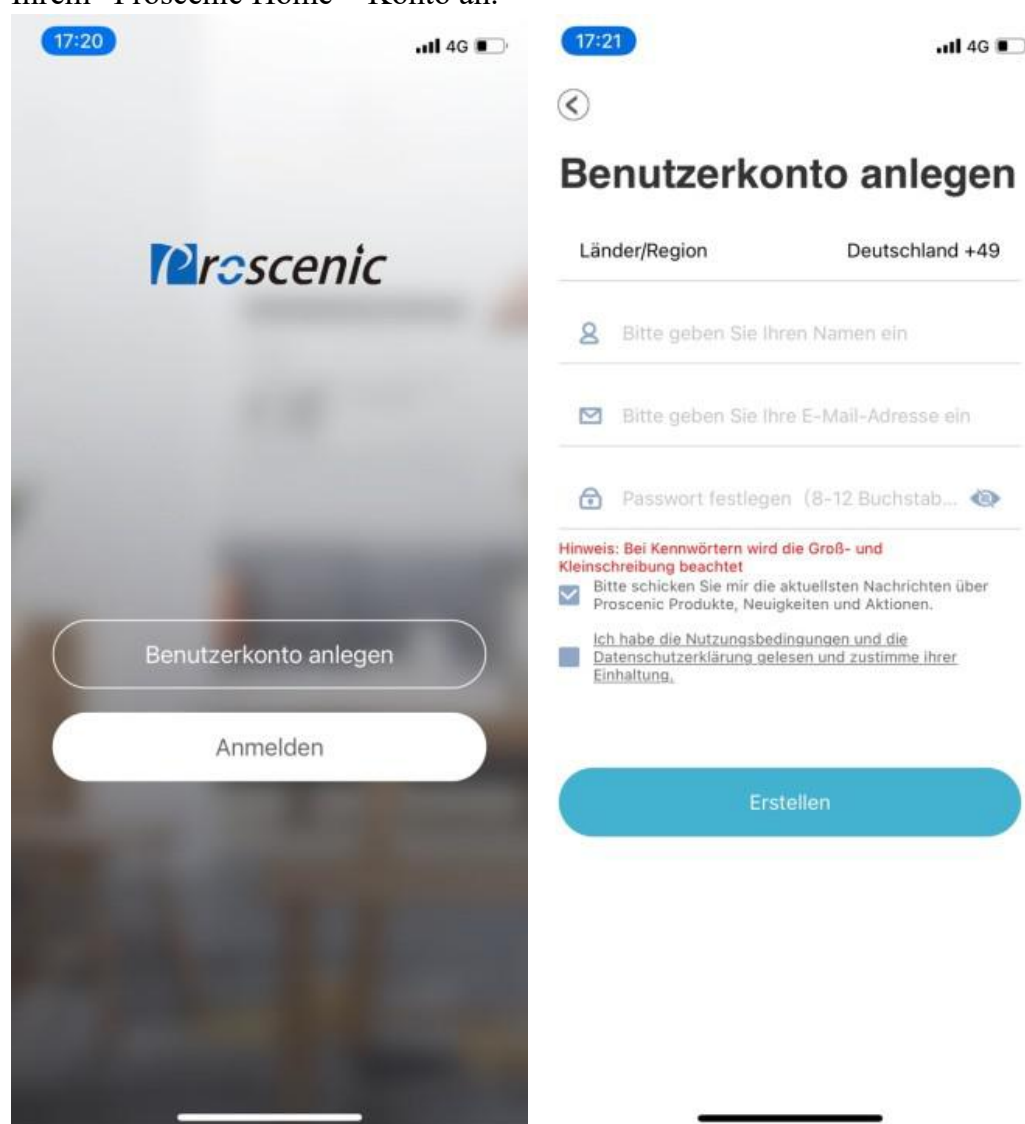 Ihrem "Proscenic Home" - Konto an.
17:20
4G
Proscenic
Benutzerkonto anlegen
Anmelden
17:21
4G
Benutzerkonto anlegen
Länder/Region Deutschland +49
Bitte geben Sie Ihren Namen ein
Bitte geben Sie Ihre E-Mail-Adresse ein
Passwort festlegen (8-12 Buchstab...
Hinweis: Bei Kennwörtern wird die Groß- und
Kleinschreibung beachtet
Bitte schicken Sie mir die aktuellsten Nachrichten über
Proscenic Produkte, Neuigkeiten und Aktionen.
Ich habe die Nutzungsbedingungen und die
Datenschutzerklärung gelesen und zustimme ihrer
Einhaltung.
Erstellen